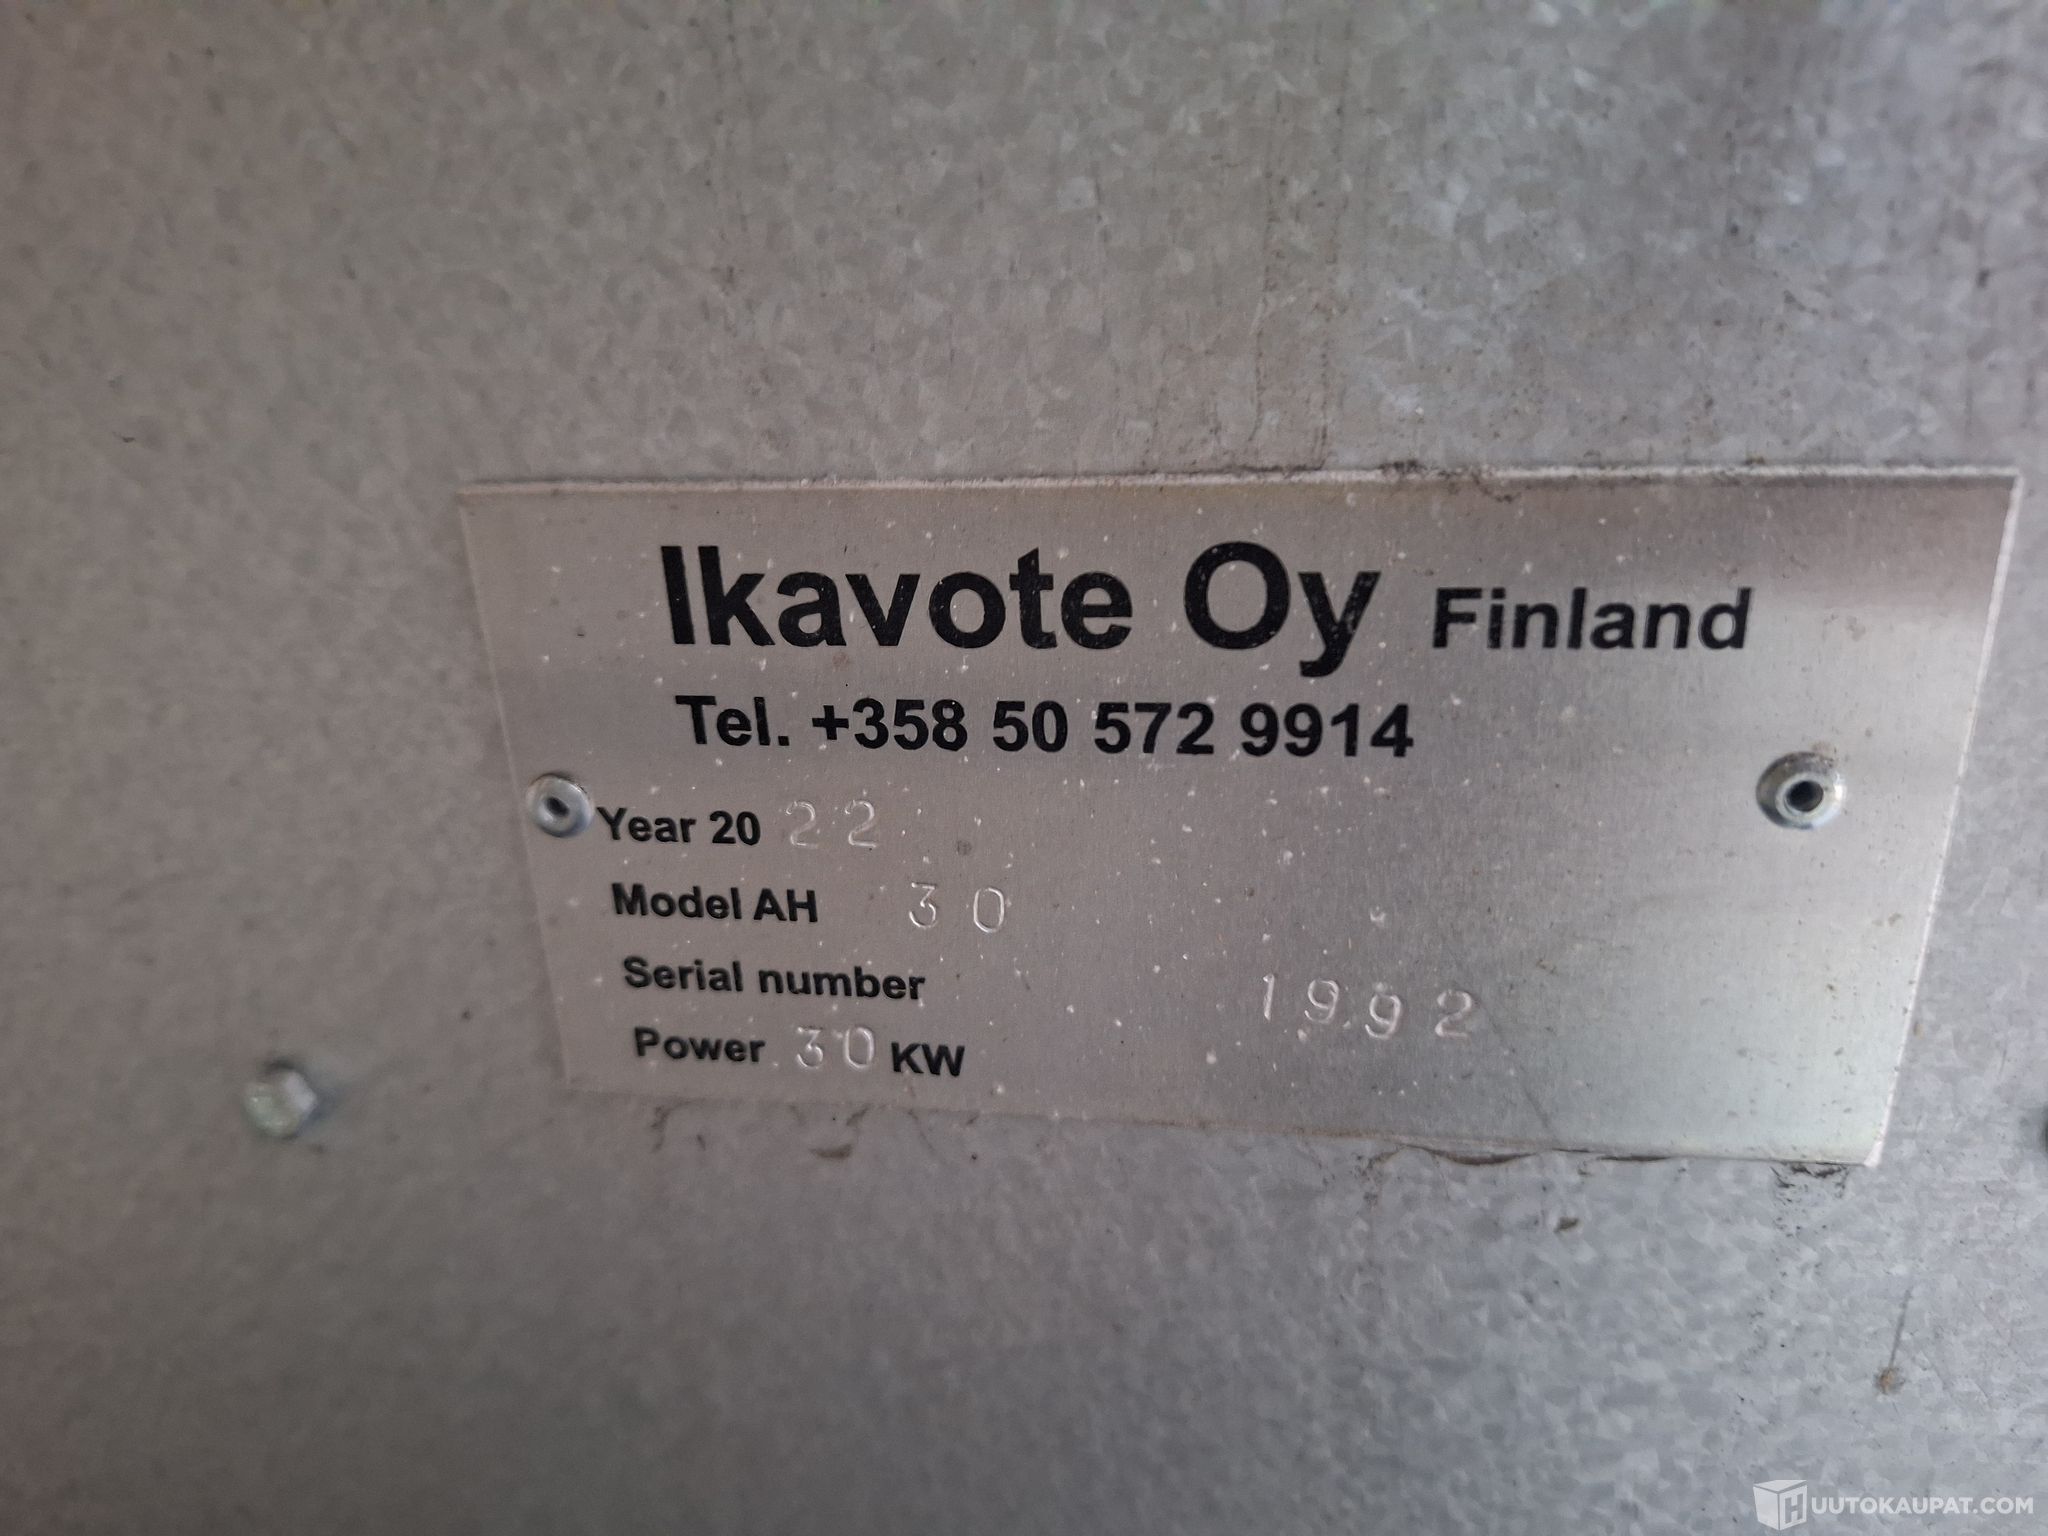 Ikavote Oy Finland
Tel. +358 50 572 9914
Year 20 22
Model AH 30
Serial number 1992
Power 30 KW
HUUTOKAUPAT.COM